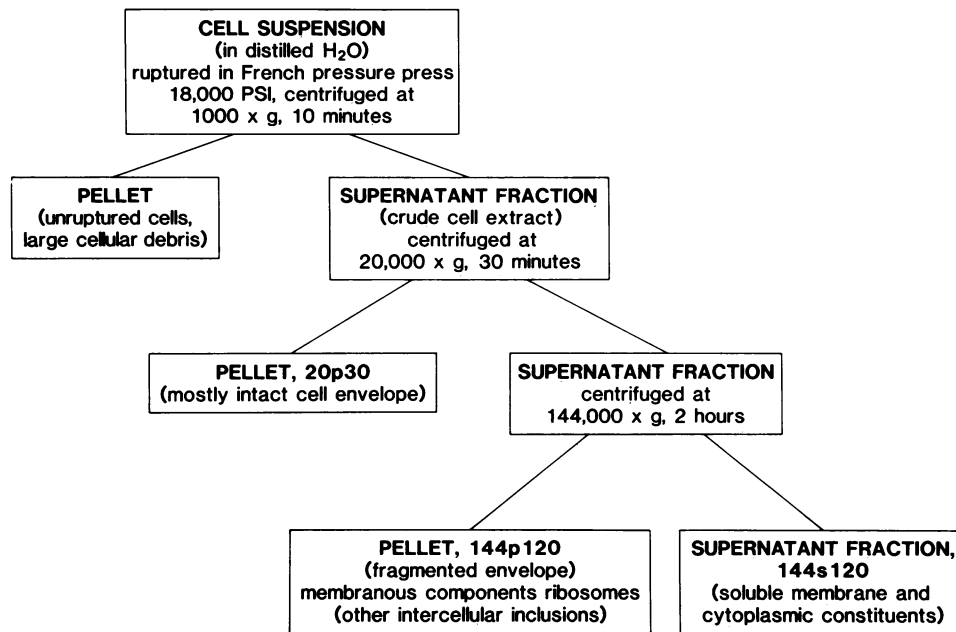 CELL SUSPENSION
(in distilled H₂O)
ruptured in French pressure press
18,000 PSI, centrifuged at
1000 x g, 10 minutes
PELLET
(unruptured cells,
large cellular debris)
SUPERNATANT FRACTION
(crude cell extract)
centrifuged at
20,000 x g, 30 minutes
PELLET, 20p30
(mostly intact cell envelope)
SUPERNATANT FRACTION
centrifuged at
144,000 x g, 2 hours
PELLET, 144p120
(fragmented envelope)
membranous components ribosomes
(other intercellular inclusions)
SUPERNATANT FRACTION,
144s120
(soluble membrane and
cytoplasmic constituents)